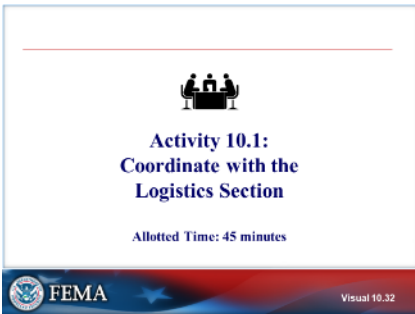 Activity 10.1:
Coordinate with the
Logistics Section
Allotted Time: 45 minutes
FEMA
Visual 10.32